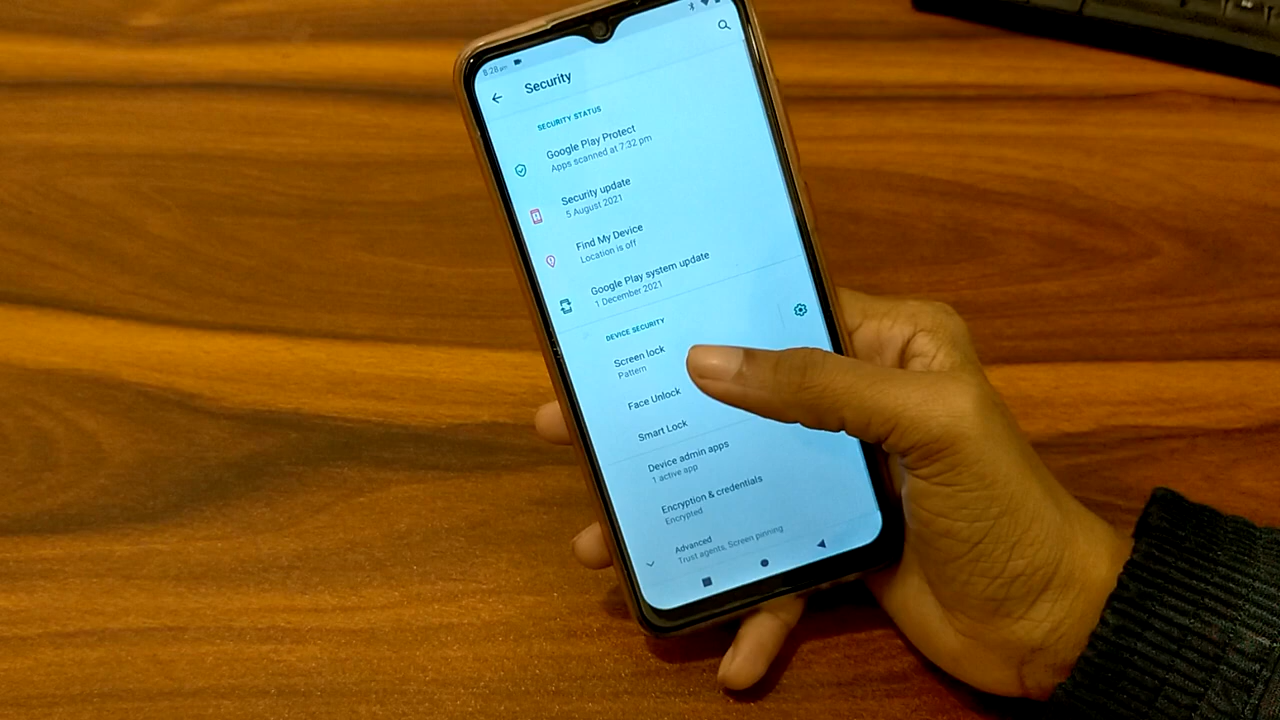 8:28 pm
Security
SECURITY STATUS
Google Play Protect
Apps scanned at 7:32 pm
Security update
5 August 2021
Find My Device
Location is off
Google Play system update
1 December 2021
DEVICE SECURITY
Screen lock
Pattern
Face Unlock
Smart Lock
Device admin apps
1 active app
Encryption & credentials
Encrypted
Advanced
Trust agents, Screen pinning